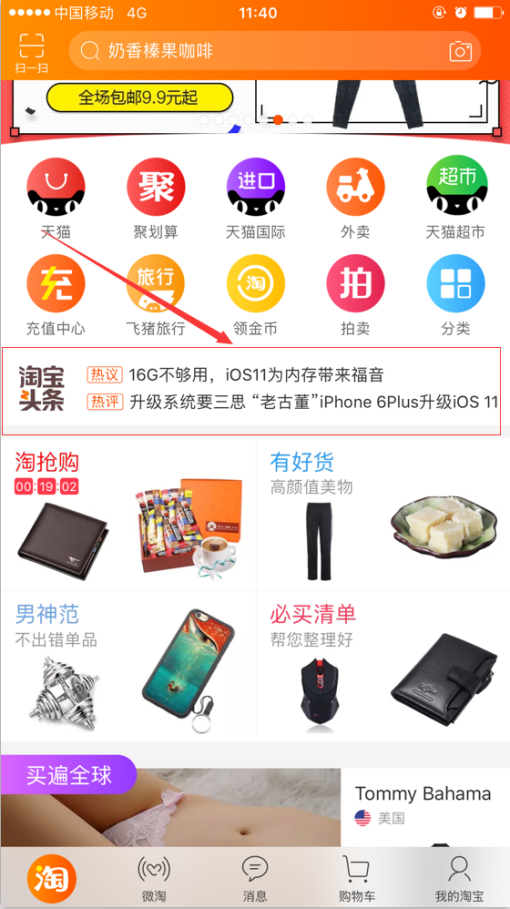 中国移动 4G 11:40
扫一扫
奶香榛果咖啡
全场包邮9.9元起
聚 进口 超市
天猫 聚划算 天猫国际 外卖 天猫超市
充 旅行 淘 拍
充值中心 飞猪旅行 领金币 拍卖 分类
淘宝头条
热议 16G不够用，iOS11为内存带来福音
热评 升级系统要三思 “老古董”iPhone 6Plus升级iOS 11
淘抢购
00:19:02
有好货
高颜值美物
男神范
不出错单品
必买清单
帮您整理好
买遍全球
Tommy Bahama
美国
淘 微淘 消息 购物车 我的淘宝